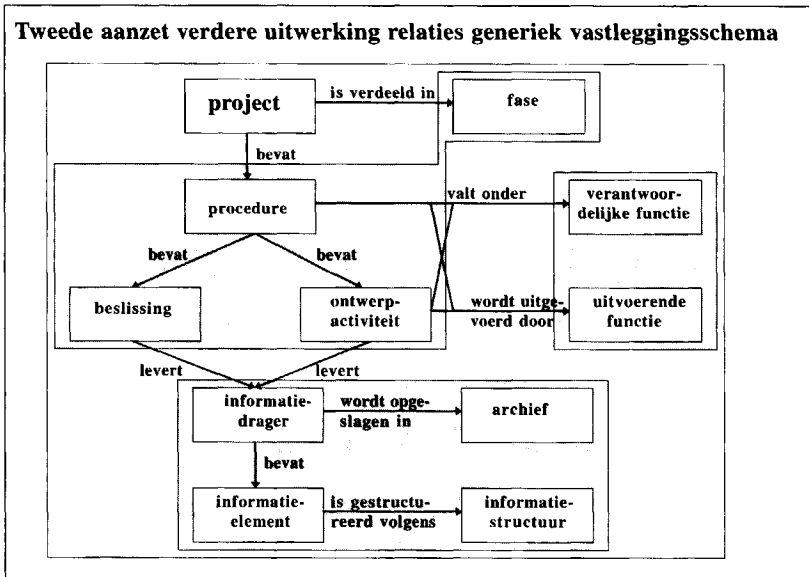 Tweede aanzet verdere uitwerking relaties generiek vastleggingsschema
project
is verdeeld in
fase
bevat
procedure
valt onder
verantwoor-
delijke functie
bevat
bevat
beslissing
ontwerp-
activiteit
wordt uitge-
voerd door
uitvoerende
functie
levert
levert
informatie-
drager
wordt opge-
slagen in
archief
bevat
informatie-
element
is gestructu-
reerd volgens
informatie-
structuur